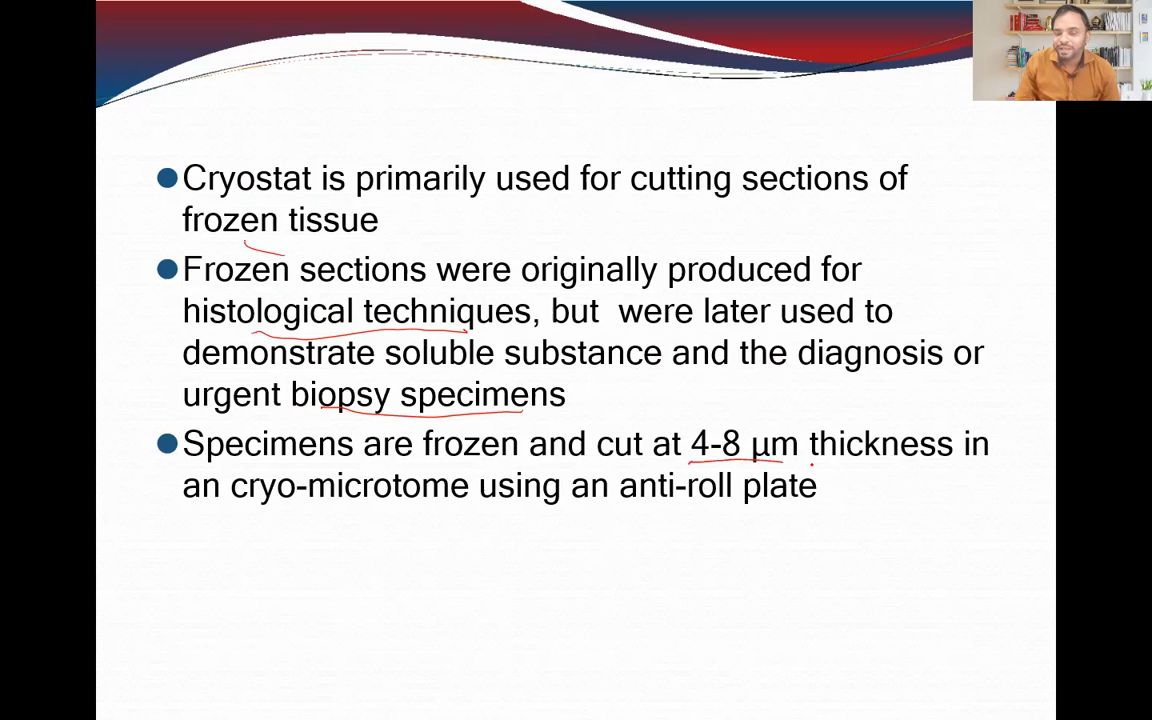 Cryostat is primarily used for cutting sections of
frozen tissue
Frozen sections were originally produced for
histological techniques, but were later used to
demonstrate soluble substance and the diagnosis or
urgent biopsy specimens
Specimens are frozen and cut at 4-8 µm thickness in
an cryo-microtome using an anti-roll plate